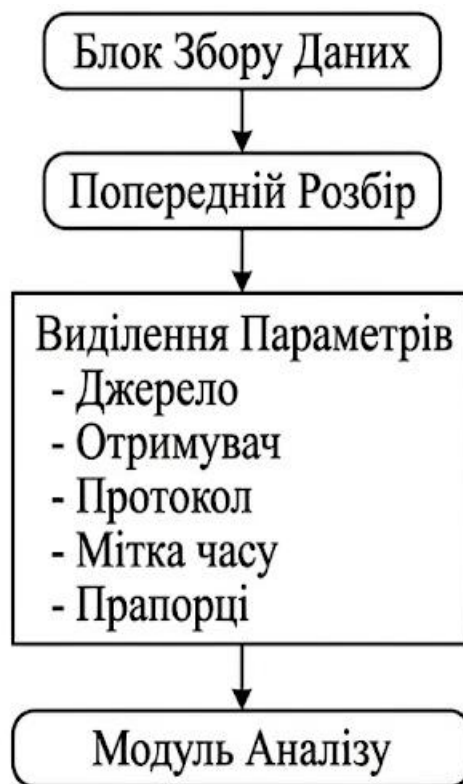 Блок Збору Даних
Попередній Розбір
Виділення Параметрів
- Джерело
- Отримувач
- Протокол
- Мітка часу
- Прапорці
Модуль Аналізу